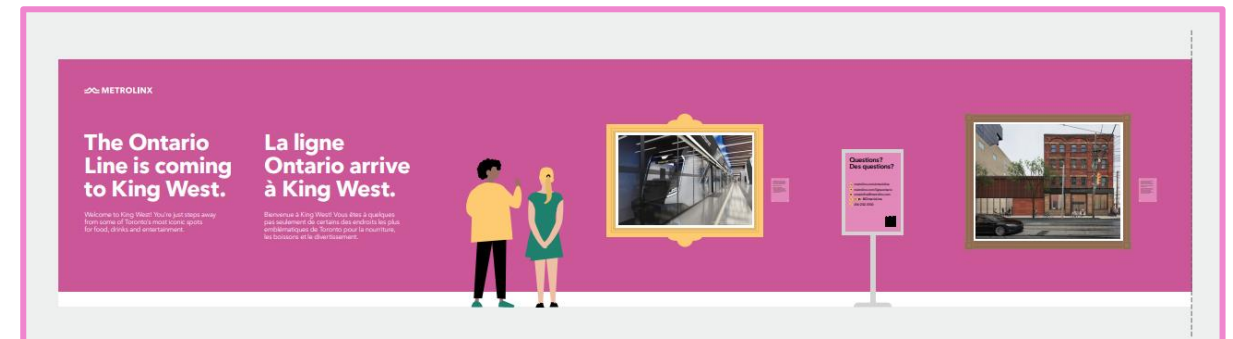 METROLINX
The Ontario
Line is coming
to King West.
Welcome to King West! You're just steps away
from some of Toronto's most iconic spots
for food, drinks and entertainment.
La ligne
Ontario arrive
à King West.
Bienvenue à King West! Vous êtes à quelques
pas seulement de certains des endroits les plus
emblématiques de Toronto pour la nourriture,
les boissons et le divertissement.
Questions?
Des questions?